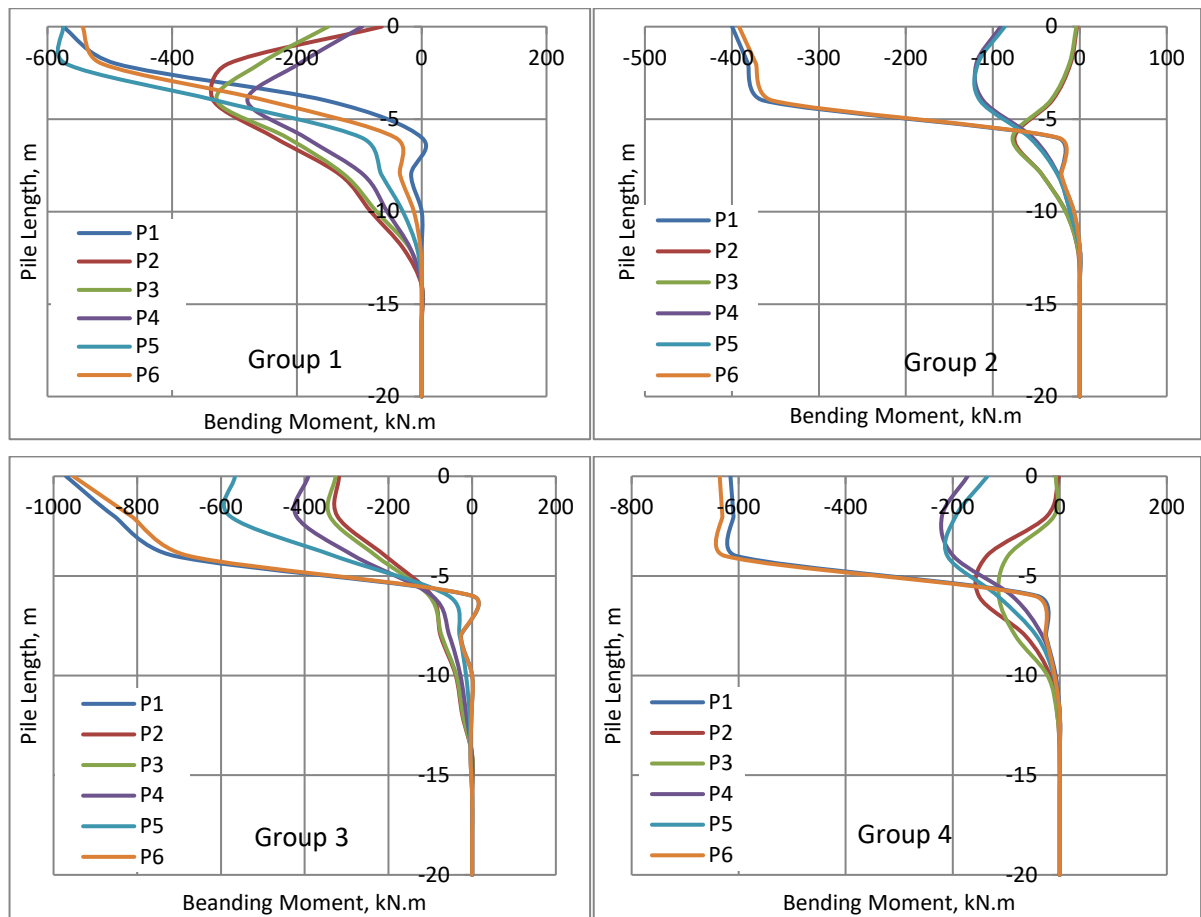 -600 -400 -200 0 200
0
-5
-10
-15
-20
Pile Length, m
P1
P2
P3
P4
P5
P6
Group 1
Bending Moment, kN.m
-500 -400 -300 -200 -100 0 100
0
-5
-10
-15
-20
Pile Length, m
P1
P2
P3
P4
P5
P6
Group 2
Bending Moment, kN.m
-1000 -800 -600 -400 -200 0 200
0
-5
-10
-15
-20
Pile Length, m
P1
P2
P3
P4
P5
P6
Group 3
Beanding Moment, kN.m
-800 -600 -400 -200 0 200
0
-5
-10
-15
-20
Pile Length, m
P1
P2
P3
P4
P5
P6
Group 4
Bending Moment, kN.m